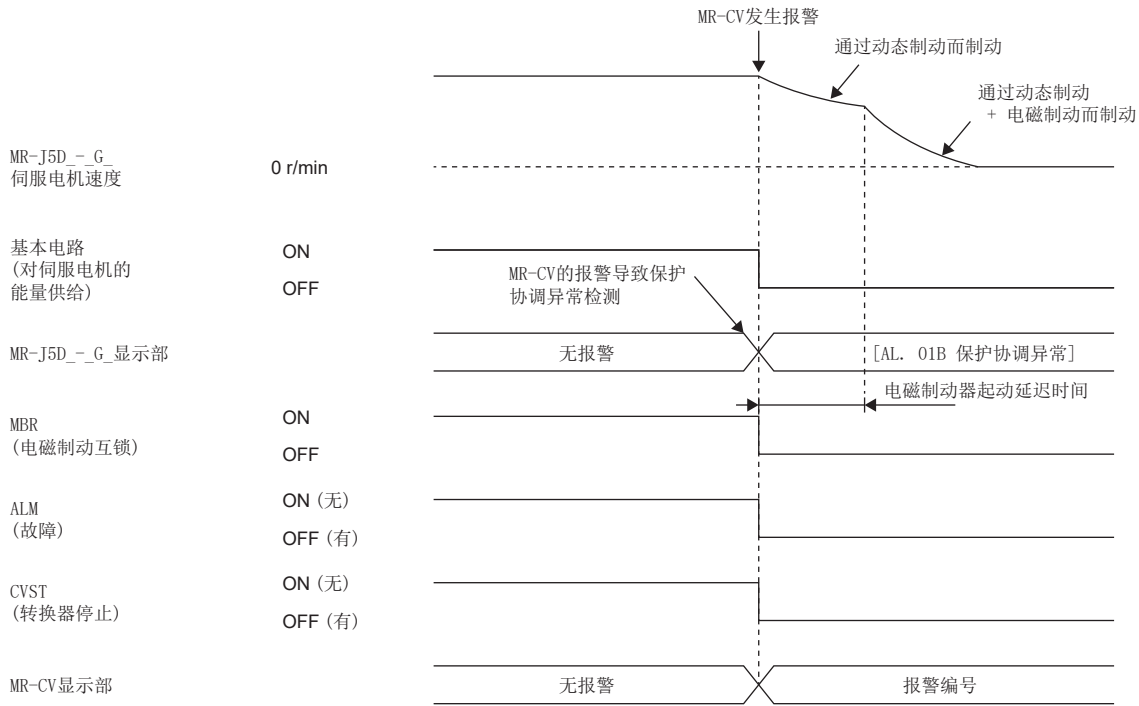 MR-CV发生报警
通过动态制动而制动
通过动态制动
+ 电磁制动而制动
MR-J5D_-_G_
伺服电机速度
0 r/min
基本电路
(对伺服电机的
能量供给)
ON
OFF
MR-CV的报警导致保护
协调异常检测
MR-J5D_-_G_显示部
无报警
[AL. 01B 保护协调异常]
电磁制动器起动延迟时间
MBR
(电磁制动互锁)
ON
OFF
ALM
(故障)
ON (无)
OFF (有)
CVST
(转换器停止)
ON (无)
OFF (有)
MR-CV显示部
无报警
报警编号